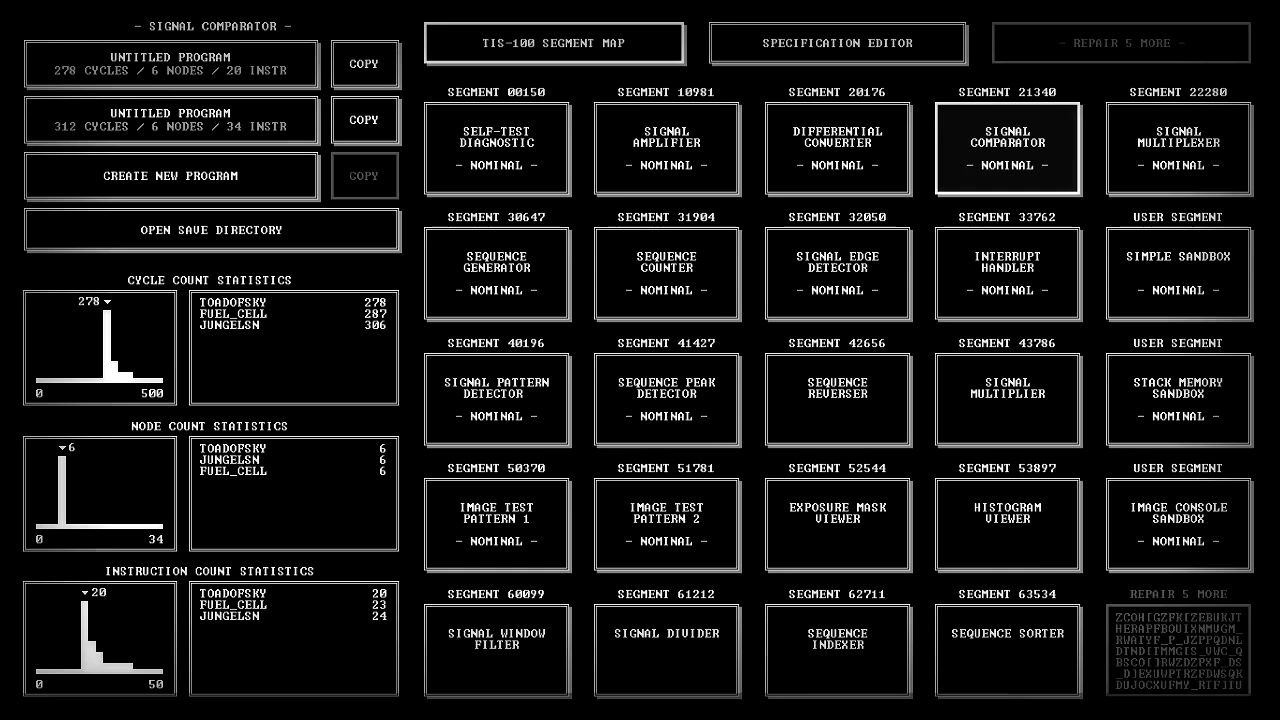 - SIGNAL COMPARATOR -
UNTITLED PROGRAM
278 CYCLES / 6 NODES / 20 INSTR
COPY
UNTITLED PROGRAM
312 CYCLES / 6 NODES / 34 INSTR
COPY
CREATE NEW PROGRAM
COPY
OPEN SAVE DIRECTORY
CYCLE COUNT STATISTICS
278
0 500
TOADOFSKY 278
FUEL_CELL 287
JUNGELSN 306
NODE COUNT STATISTICS
6
0 34
TOADOFSKY 6
JUNGELSN 6
FUEL_CELL 6
INSTRUCTION COUNT STATISTICS
20
0 50
TOADOFSKY 20
FUEL_CELL 23
JUNGELSN 24
TIS-100 SEGMENT MAP
SPECIFICATION EDITOR
- REPAIR 5 MORE -
SEGMENT 00150
SELF-TEST
DIAGNOSTIC
- NOMINAL -
SEGMENT 10981
SIGNAL
AMPLIFIER
- NOMINAL -
SEGMENT 20176
DIFFERENTIAL
CONVERTER
- NOMINAL -
SEGMENT 21340
SIGNAL
COMPARATOR
- NOMINAL -
SEGMENT 22280
SIGNAL
MULTIPLEXER
- NOMINAL -
SEGMENT 30647
SEQUENCE
GENERATOR
- NOMINAL -
SEGMENT 31904
SEQUENCE
COUNTER
- NOMINAL -
SEGMENT 32050
SIGNAL EDGE
DETECTOR
- NOMINAL -
SEGMENT 33762
INTERRUPT
HANDLER
- NOMINAL -
USER SEGMENT
SIMPLE SANDBOX
- NOMINAL -
SEGMENT 40196
SIGNAL PATTERN
DETECTOR
- NOMINAL -
SEGMENT 41427
SEQUENCE PEAK
DETECTOR
- NOMINAL -
SEGMENT 42656
SEQUENCE
REVERSER
SEGMENT 43786
SIGNAL
MULTIPLIER
USER SEGMENT
STACK MEMORY
SANDBOX
- NOMINAL -
SEGMENT 50370
IMAGE TEST
PATTERN 1
- NOMINAL -
SEGMENT 51781
IMAGE TEST
PATTERN 2
- NOMINAL -
SEGMENT 52544
EXPOSURE MASK
VIEWER
SEGMENT 53897
HISTOGRAM
VIEWER
USER SEGMENT
IMAGE CONSOLE
SANDBOX
- NOMINAL -
SEGMENT 60099
SIGNAL WINDOW
FILTER
SEGMENT 61212
SIGNAL DIVIDER
SEGMENT 62711
SEQUENCE
INDEXER
SEGMENT 63534
SEQUENCE SORTER
REPAIR 5 MORE